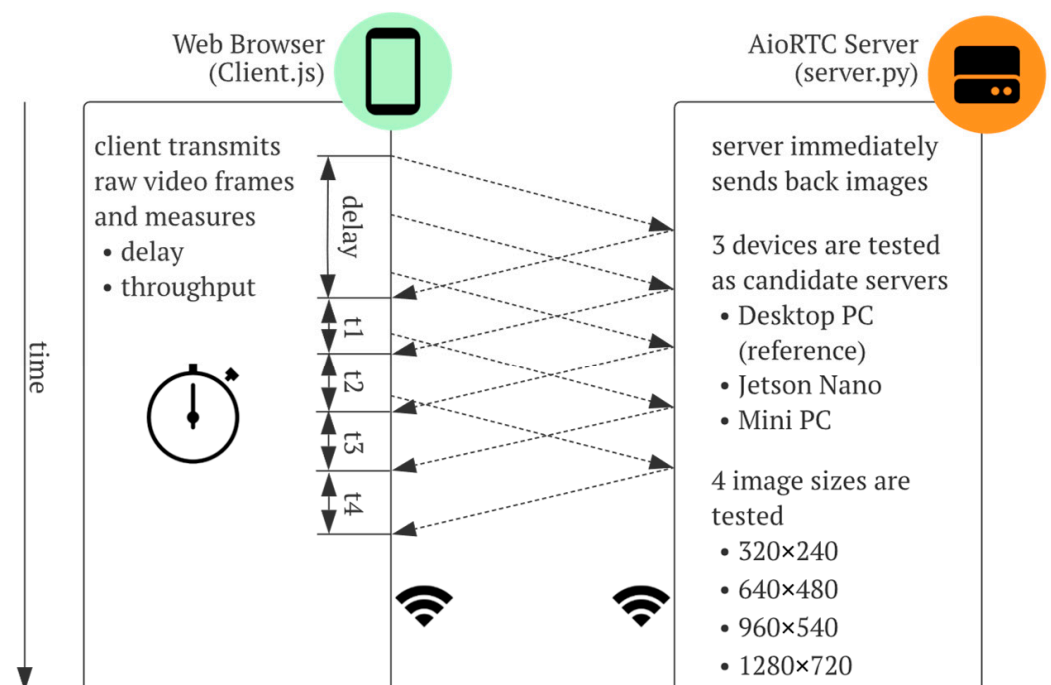 Web Browser
(Client.js)
AioRTC Server
(server.py)
client transmits
raw video frames
and measures
• delay
• throughput
time
delay
t1
t2
t3
t4
server immediately
sends back images
3 devices are tested
as candidate servers
• Desktop PC
(reference)
• Jetson Nano
• Mini PC
4 image sizes are
tested
• 320×240
• 640×480
• 960×540
• 1280×720